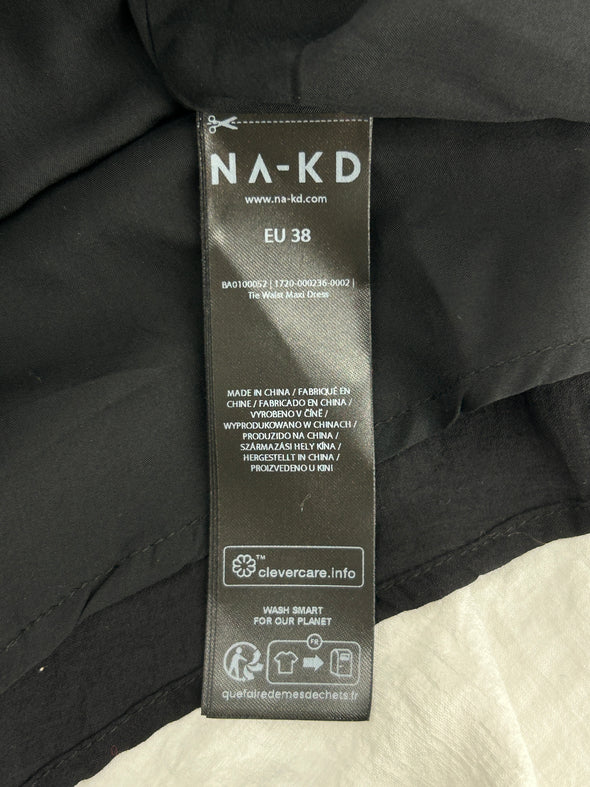 NA-KD
www.na-kd.com
EU 38
BA0100052 | 1720-000236-0002 |
Tie Waist Maxi Dress
MADE IN CHINA / FABRIQUÉ EN
CHINE / FABRICADO EN CHINA /
VYROBENO V ČÍNĚ /
WYPRODUKOWANO W CHINACH /
PRODUZIDO NA CHINA /
SZÁRMAZÁSI HELY KÍNA /
HERGESTELLT IN CHINA /
PROIZVEDENO U KINI
™
clevercare.info
WASH SMART
FOR OUR PLANET
FR
quefairedemesdechets.fr